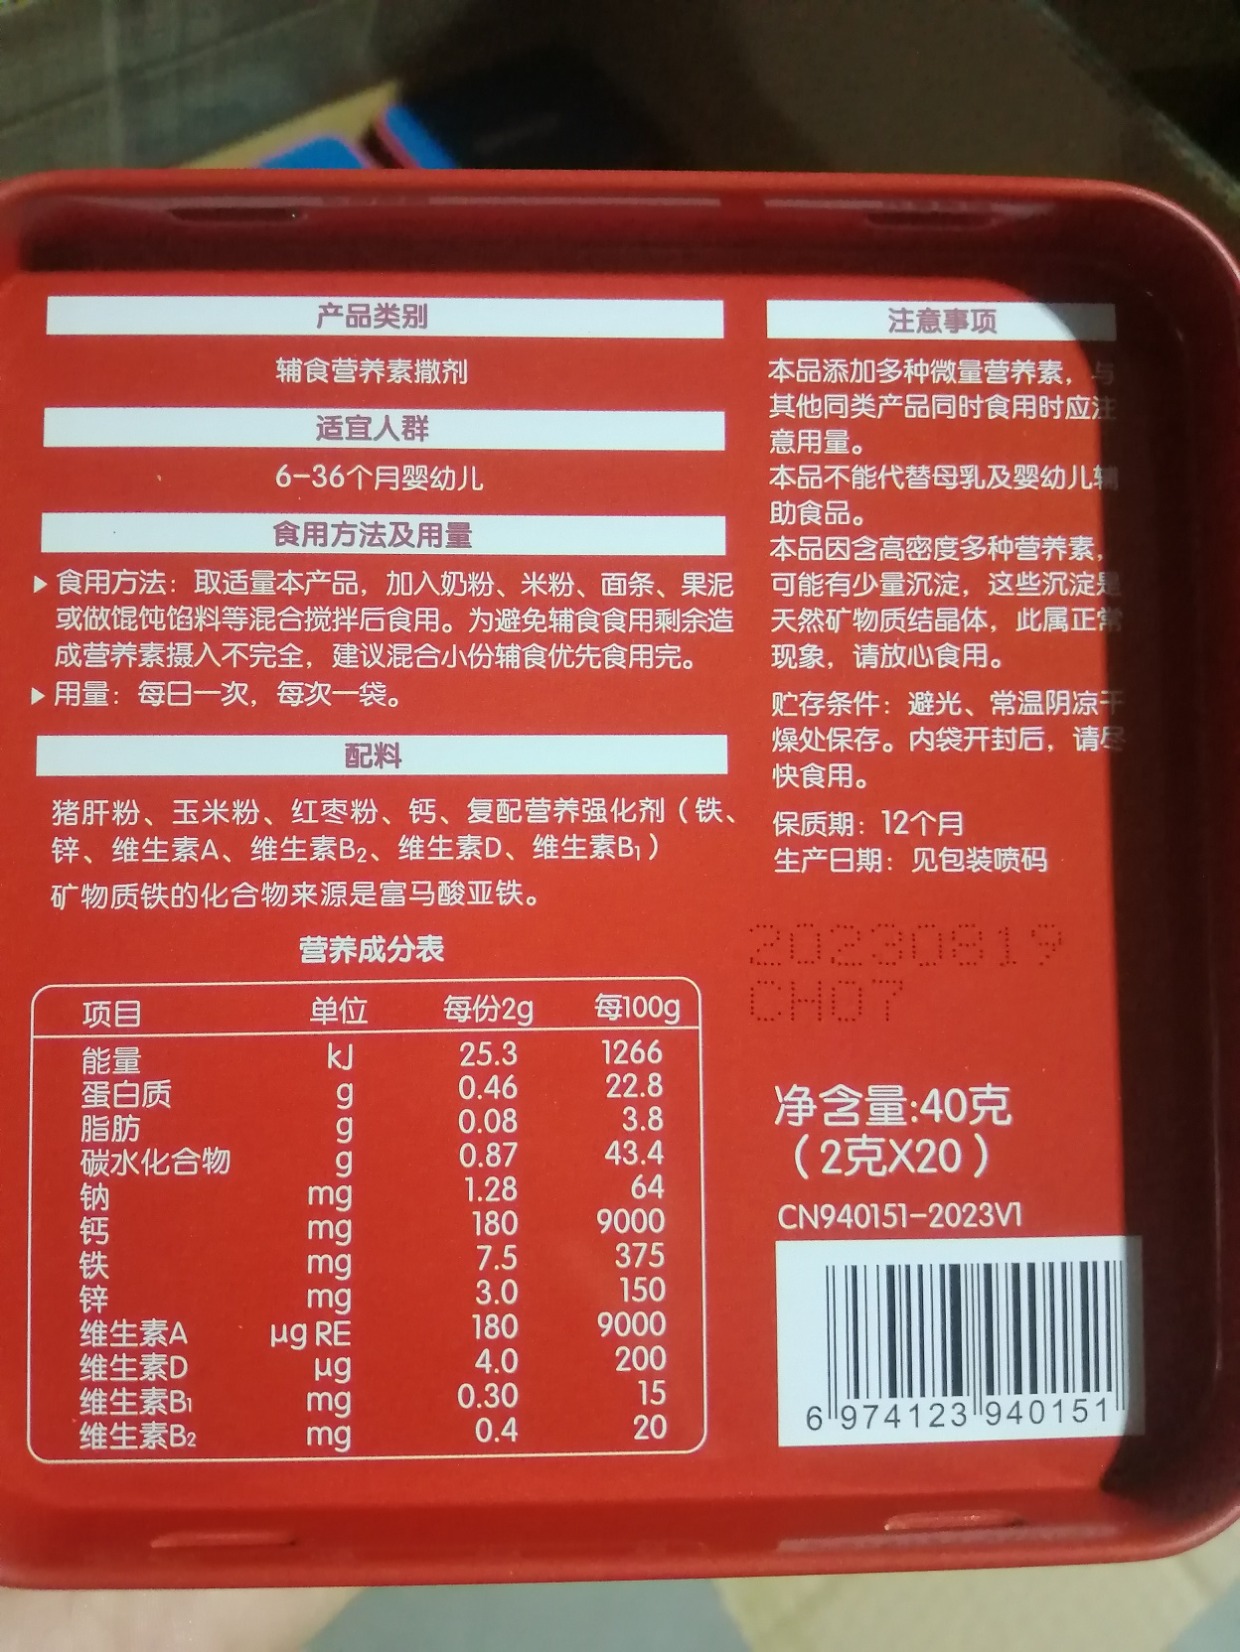 产品类别
辅食营养素撒剂
适宜人群
6-36个月婴幼儿
食用方法及用量
▶ 食用方法：取适量本产品，加入奶粉、米粉、面条、果泥
或做馄饨馅料等混合搅拌后食用。为避免辅食食用剩余造
成营养素摄入不完全，建议混合小份辅食优先食用完。
▶ 用量：每日一次，每次一袋。
配料
猪肝粉、玉米粉、红枣粉、钙、复配营养强化剂（铁、
锌、维生素A、维生素B₂、维生素D、维生素B₁）
矿物质铁的化合物来源是富马酸亚铁。
营养成分表
项目 单位 每份2g 每100g
能量 kJ 25.3 1266
蛋白质 g 0.46 22.8
脂肪 g 0.08 3.8
碳水化合物 g 0.87 43.4
钠 mg 1.28 64
钙 mg 180 9000
铁 mg 7.5 375
锌 mg 3.0 150
维生素A μg RE 180 9000
维生素D μg 4.0 200
维生素B₁ mg 0.30 15
维生素B₂ mg 0.4 20
注意事项
本品添加多种微量营养素，与
其他同类产品同时食用时应注
意用量。
本品不能代替母乳及婴幼儿辅
助食品。
本品因含高密度多种营养素，
可能有少量沉淀，这些沉淀是
天然矿物质结晶体，此属正常
现象，请放心食用。
贮存条件：避光、常温阴凉干
燥处保存。内袋开封后，请尽
快食用。
保质期：12个月
生产日期：见包装喷码
20230819
CH07
净含量:40克
（2克X20）
CN940151-2023V1
6 974123 940151